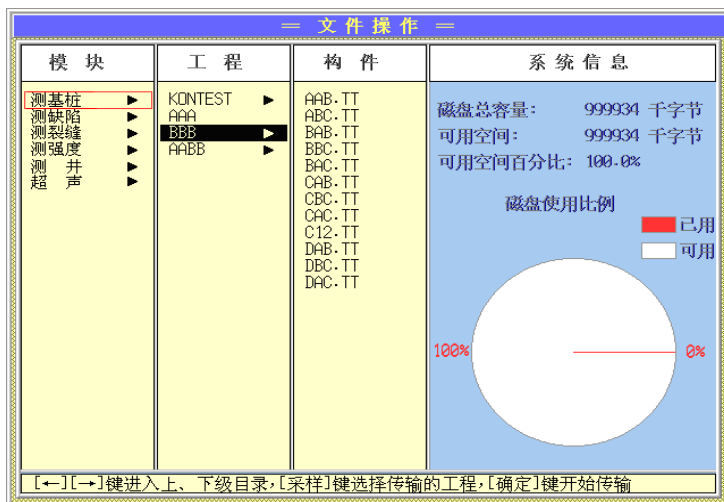 ═ 文件操作 ═
模块
工程
构件
系统信息
测基桩 ▶
测缺陷 ▶
测裂缝 ▶
测强度 ▶
测 井 ▶
超 声 ▶
KONTEST ▶
AAA
BBB ▶
AABB ▶
AAB.TT
ABC.TT
BAB.TT
BBC.TT
BAC.TT
CAB.TT
CBC.TT
CAC.TT
C12.TT
DAB.TT
DBC.TT
DAC.TT
磁盘总容量: 999934 千字节
可用空间: 999934 千字节
可用空间百分比: 100.0%
磁盘使用比例
已用
可用
100%
0%
[←][→]键进入上、下级目录,[采样]键选择传输的工程,[确定]键开始传输